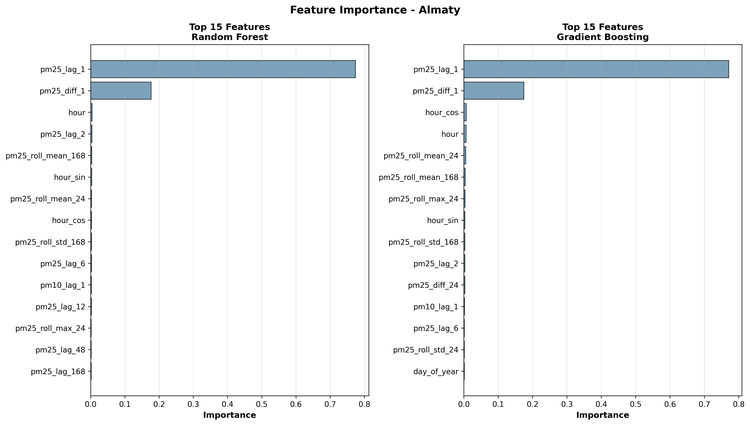 Feature Importance - Almaty
Top 15 Features
Random Forest
pm25_lag_1
pm25_diff_1
hour
pm25_lag_2
pm25_roll_mean_168
hour_sin
pm25_roll_mean_24
hour_cos
pm25_roll_std_168
pm25_lag_6
pm10_lag_1
pm25_lag_12
pm25_roll_max_24
pm25_lag_48
pm25_lag_168
0.0 0.1 0.2 0.3 0.4 0.5 0.6 0.7 0.8
Importance
Top 15 Features
Gradient Boosting
pm25_lag_1
pm25_diff_1
hour_cos
hour
pm25_roll_mean_24
pm25_roll_mean_168
pm25_roll_max_24
hour_sin
pm25_roll_std_168
pm25_lag_2
pm25_diff_24
pm10_lag_1
pm25_lag_6
pm25_roll_std_24
day_of_year
0.0 0.1 0.2 0.3 0.4 0.5 0.6 0.7 0.8
Importance